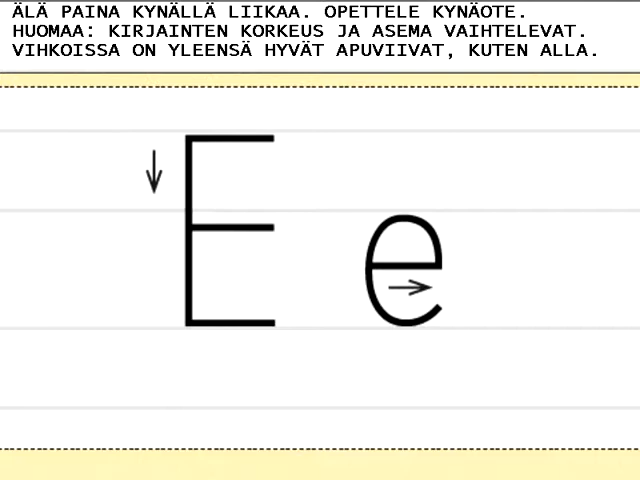 ÄLÄ PAINA KYNÄLLÄ LIIKAA. OPETTELE KYNÄOTE.
HUOMAA: KIRJAINTEN KORKEUS JA ASEMA VAIHTELEVAT.
VIHKOISSA ON YLEENSÄ HYVÄT APUVIIVAT, KUTEN ALLA.
E e